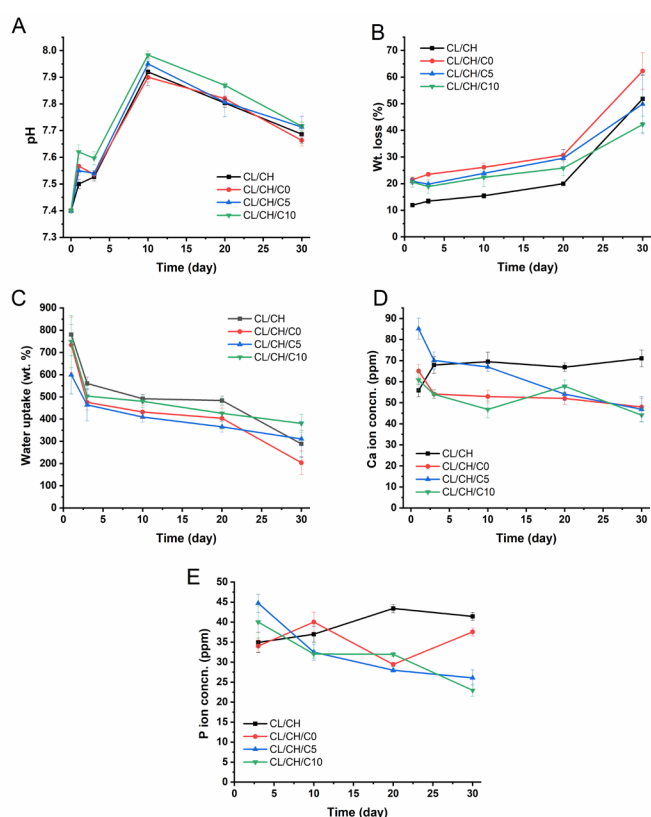 A
8.0
7.9
7.8
7.7
7.6
7.5
7.4
7.3
pH
CL/CH
CL/CH/C0
CL/CH/C5
CL/CH/C10
0 5 10 15 20 25 30
Time (day)
B
70
60
50
40
30
20
10
0
Wt. loss (%)
CL/CH
CL/CH/C0
CL/CH/C5
CL/CH/C10
0 5 10 15 20 25 30
Time (day)
C
900
800
700
600
500
400
300
200
100
0
Water uptake (wt. %)
CL/CH
CL/CH/C0
CL/CH/C5
CL/CH/C10
0 5 10 15 20 25 30
Time (day)
D
100
90
80
70
60
50
40
30
20
10
0
Ca ion concn. (ppm)
CL/CH
CL/CH/C0
CL/CH/C5
CL/CH/C10
0 5 10 15 20 25 30
Time (day)
E
50
45
40
35
30
25
20
15
10
5
0
P ion concn. (ppm)
CL/CH
CL/CH/C0
CL/CH/C5
CL/CH/C10
0 5 10 15 20 25 30
Time (day)